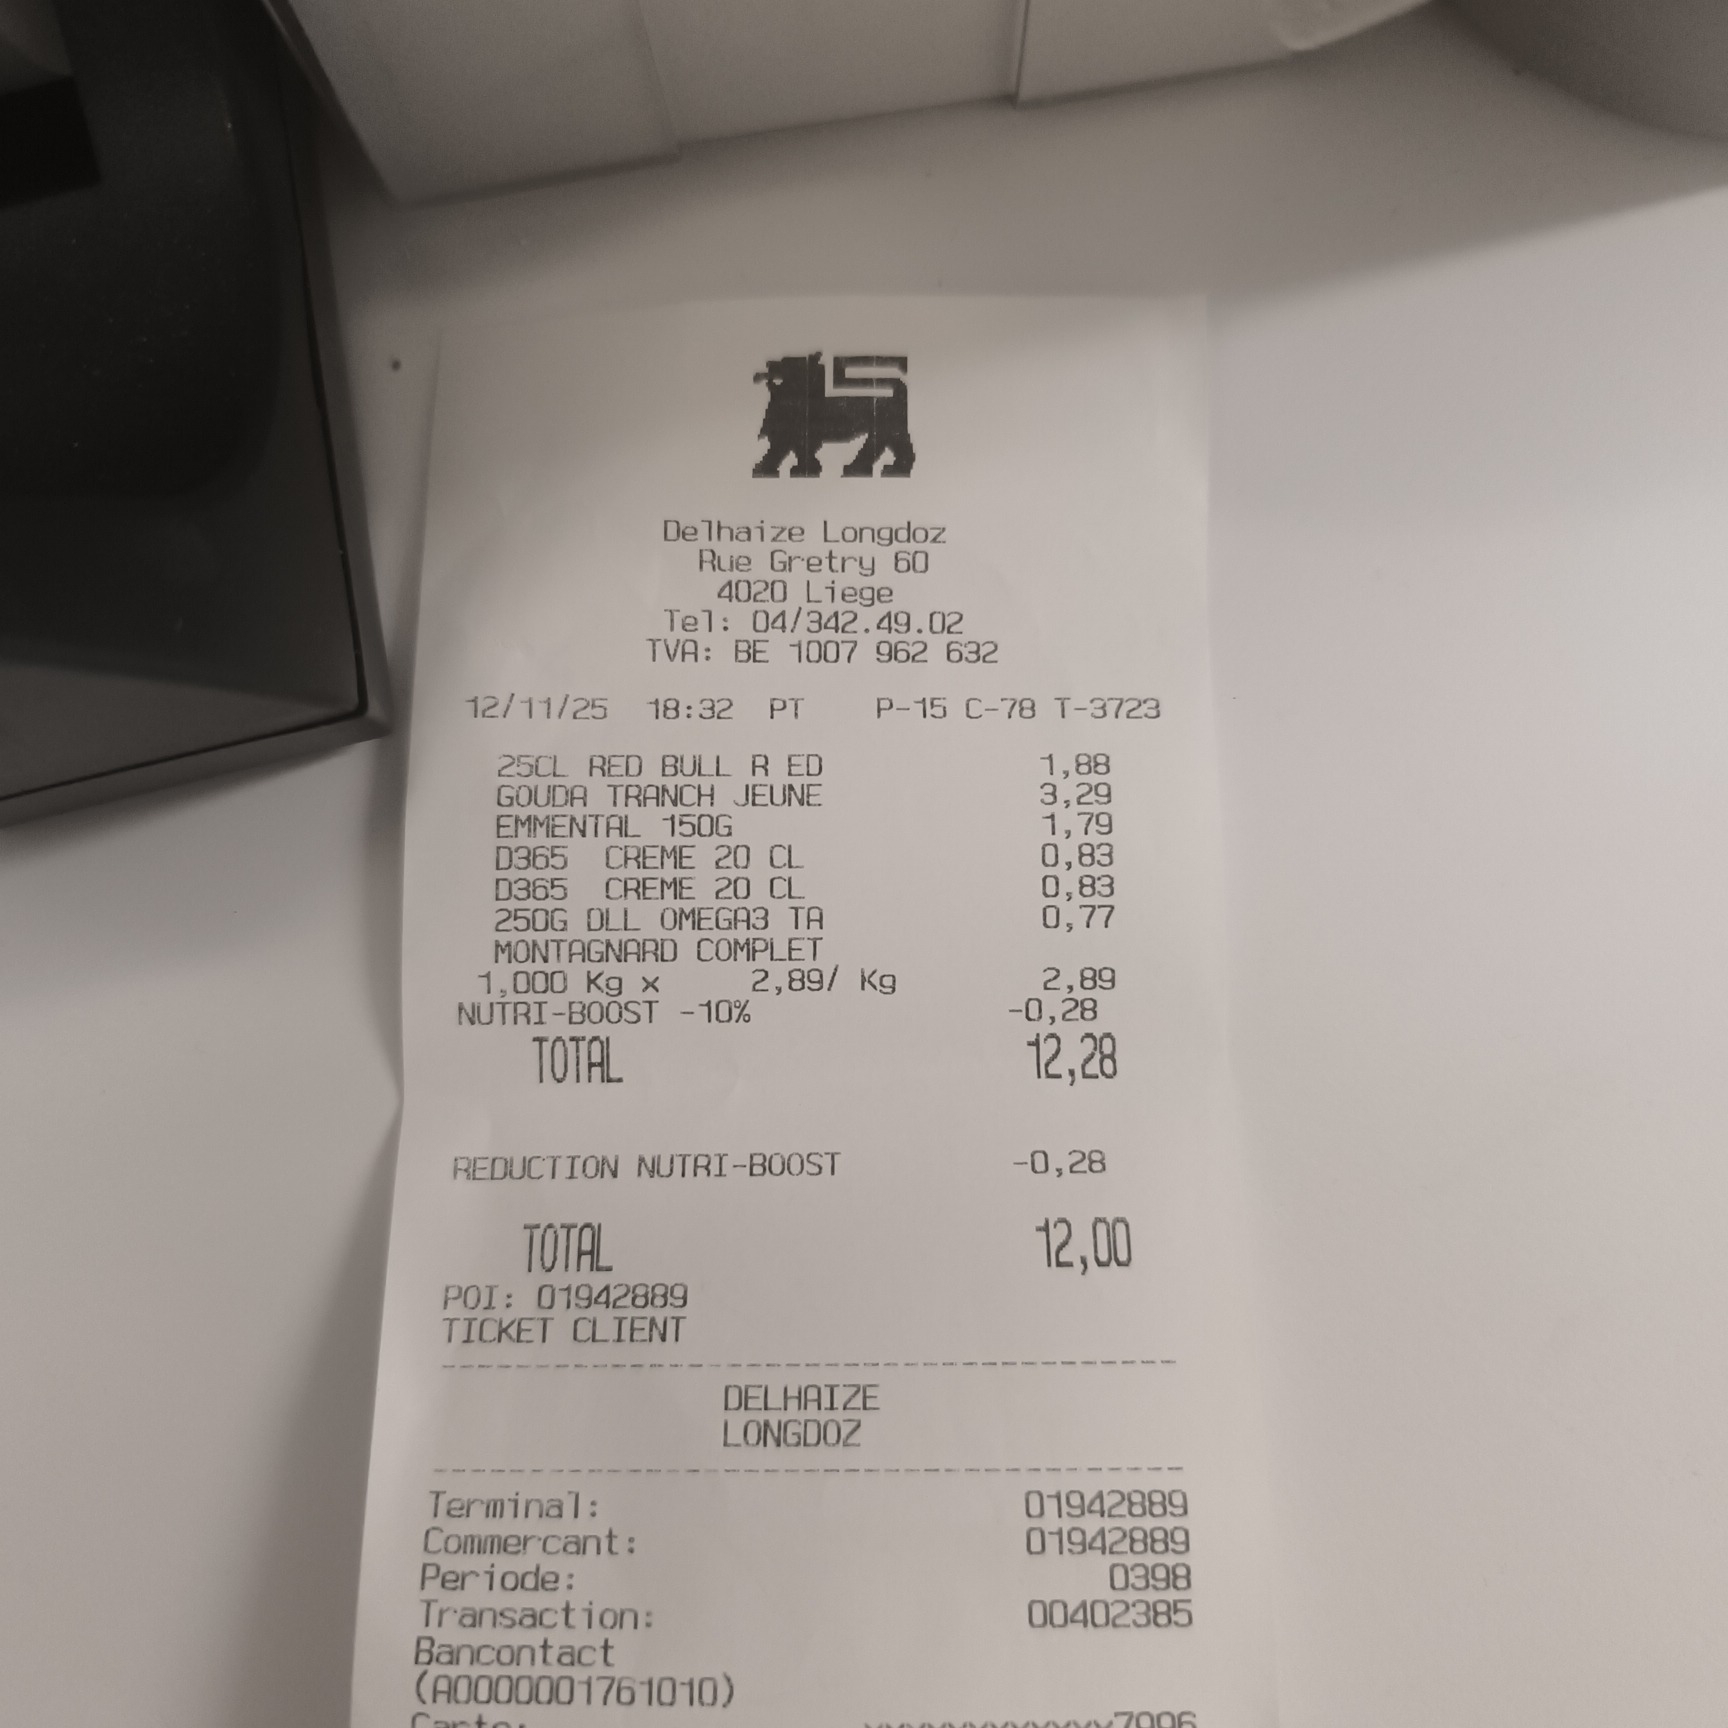 Delhaize Longdoz
Rue Gretry 60
4020 Liege
Tel: 04/342.49.02
TVA: BE 1007 962 632
12/11/25 18:32 PT P-15 C-78 T-3723
25CL RED BULL R ED 1,88
GOUDA TRANCH JEUNE 3,29
EMMENTAL 150G 1,79
D365 CREME 20 CL 0,83
D365 CREME 20 CL 0,83
250G DLL OMEGA3 TA 0,77
MONTAGNARD COMPLET
1,000 Kg x 2,89/ Kg 2,89
NUTRI-BOOST -10% -0,28
TOTAL 12,28
REDUCTION NUTRI-BOOST -0,28
TOTAL 12,00
POI: 01942889
TICKET CLIENT
DELHAIZE
LONGDOZ
Terminal: 01942889
Commercant: 01942889
Periode: 0398
Transaction: 00402385
Bancontact
(A0000001761010)
Carte: